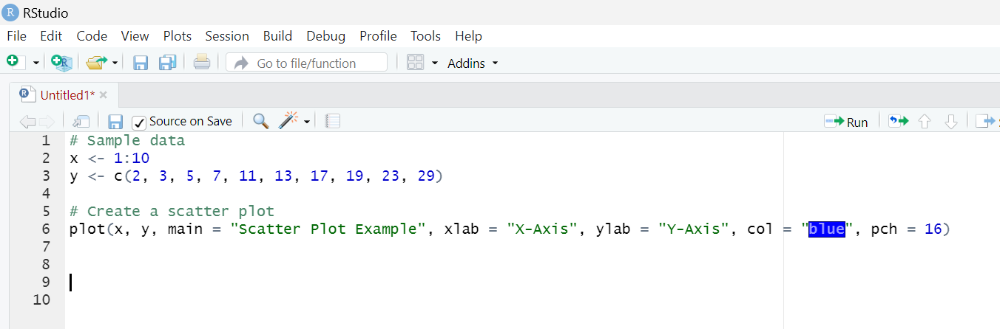 RStudio
File Edit Code View Plots Session Build Debug Profile Tools Help
Go to file/function Addins
Untitled1*
Source on Save Run
1 # Sample data
2 x <- 1:10
3 y <- c(2, 3, 5, 7, 11, 13, 17, 19, 23, 29)
4
5 # Create a scatter plot
6 plot(x, y, main = "Scatter Plot Example", xlab = "X-Axis", ylab = "Y-Axis", col = "blue", pch = 16)
7
8
9
10